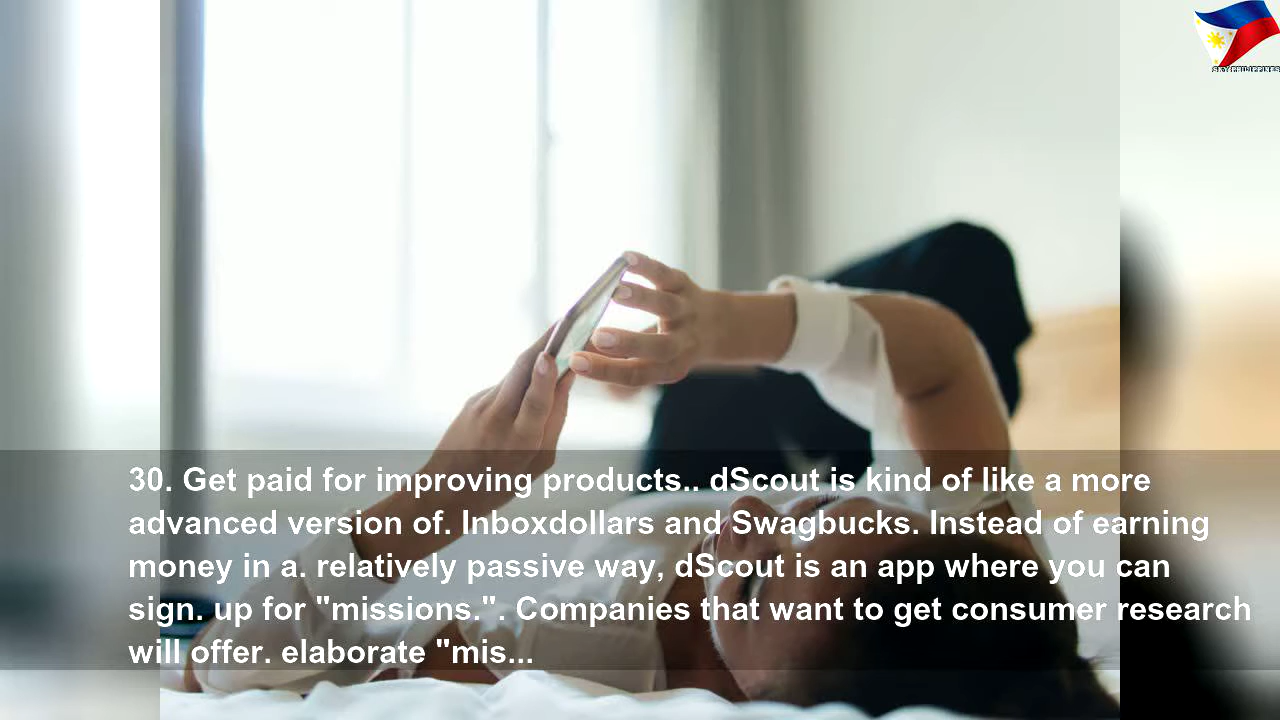 SKYPHILIPPINES
30. Get paid for improving products.. dScout is kind of like a more
advanced version of. Inboxdollars and Swagbucks. Instead of earning
money in a. relatively passive way, dScout is an app where you can
sign. up for "missions.". Companies that want to get consumer research
will offer. elaborate "mis...